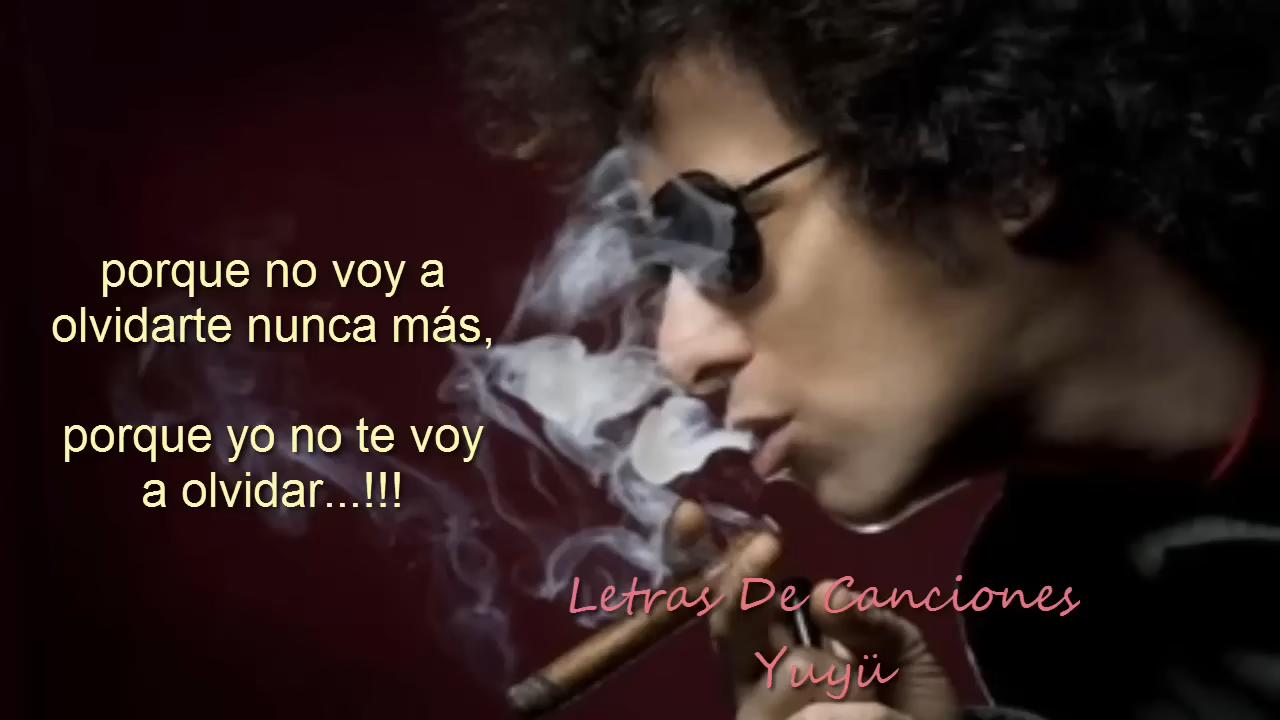 porque no voy a
olvidarte nunca más,
porque yo no te voy
a olvidar...!!!
Letras De Canciones
Yuyü